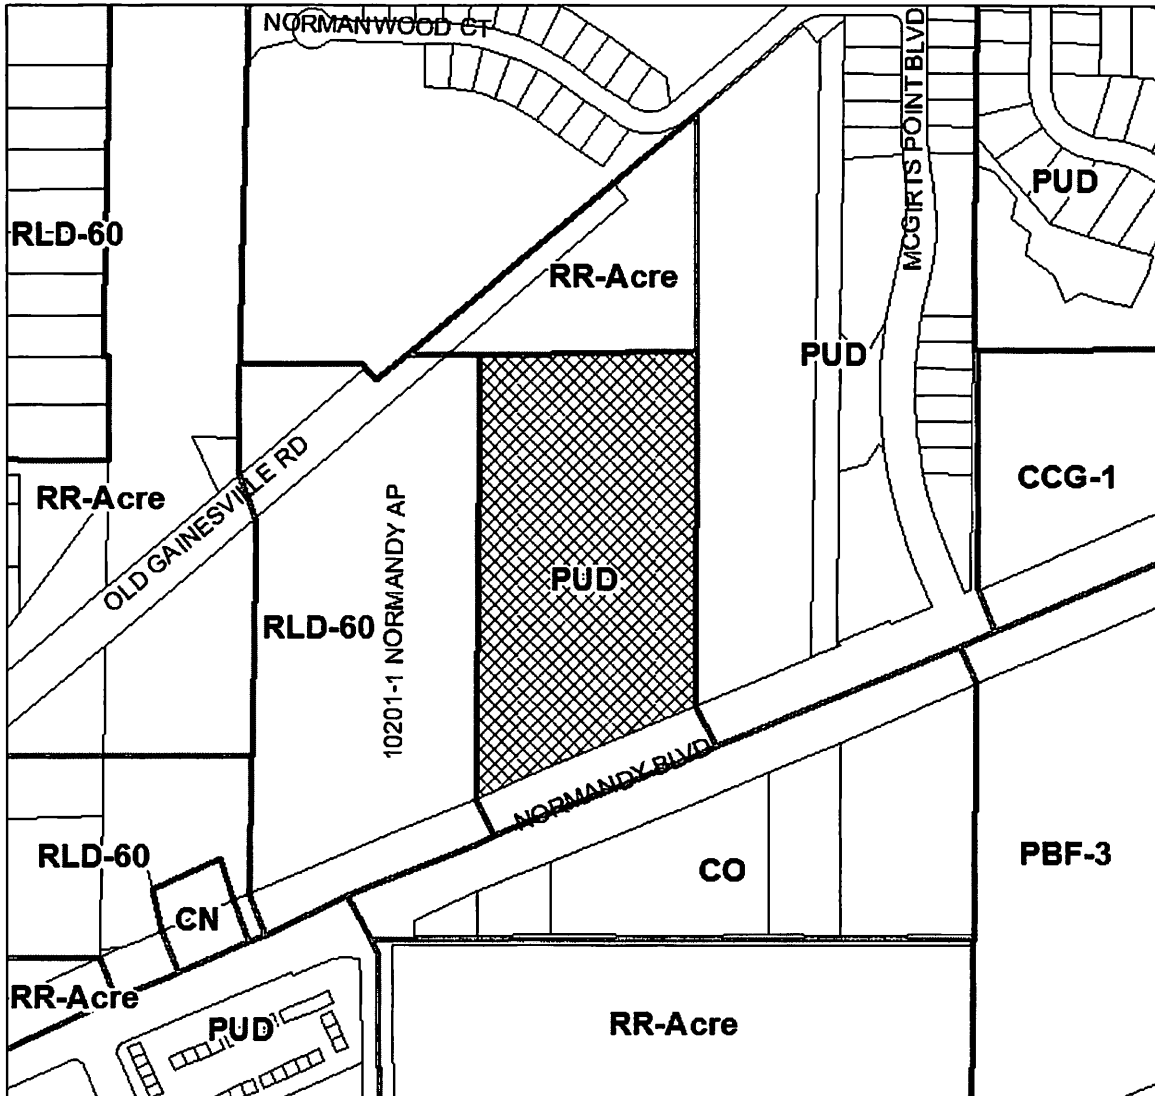 NORMANWOOD CT
MCGIRTS POINT BLVD
PUD
RLD-60
RR-Acre
PUD
CCG-1
RR-Acre
OLD GAINESVILLE RD
10201-1 NORMANDY AP
PUD
RLD-60
NORMANDY BLVD
RLD-60
CO
PBF-3
CN
RR-Acre
PUD
RR-Acre